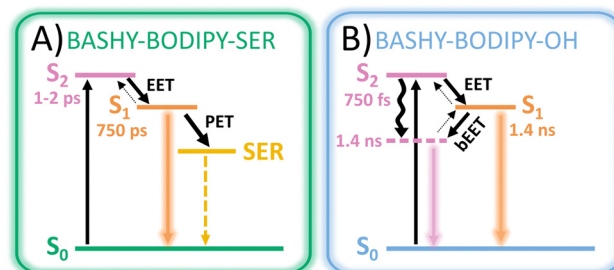 A) BASHY-BODIPY-SER
S2
1-2 ps
EET
S1
750 ps
PET
SER
S0
B) BASHY-BODIPY-OH
S2
750 fs
EET
S1
1.4 ns
bEET
1.4 ns
S0